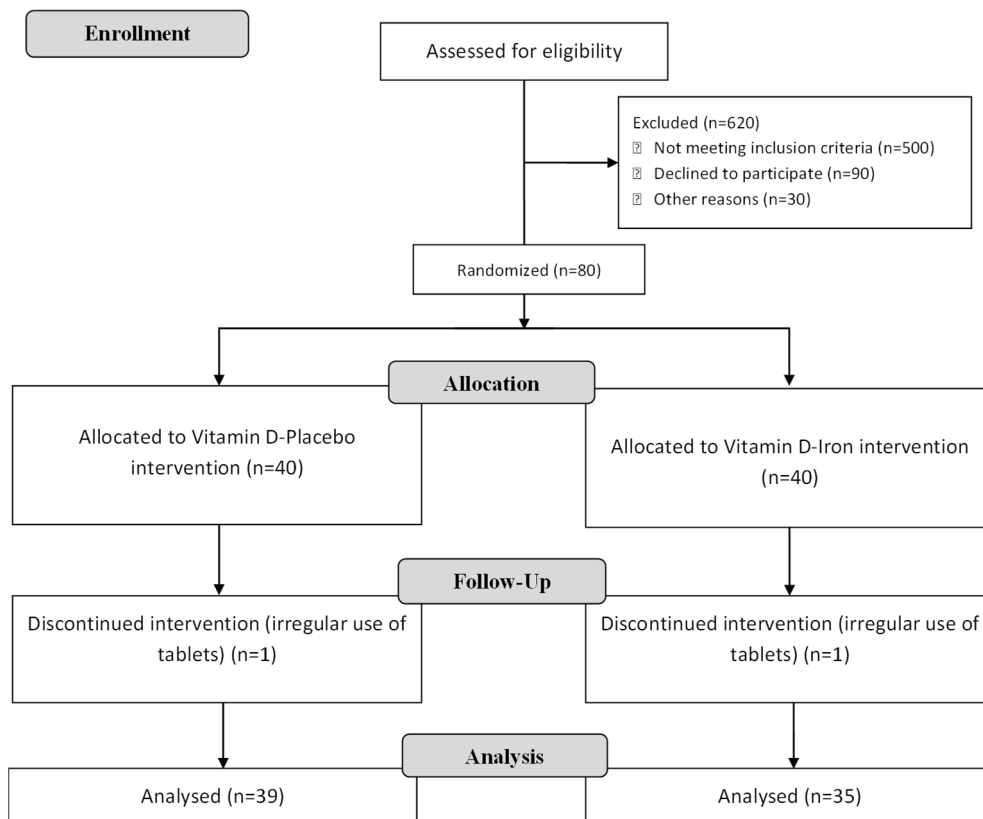 Enrollment
Assessed for eligibility
Excluded (n=620)
⍰ Not meeting inclusion criteria (n=500)
⍰ Declined to participate (n=90)
⍰ Other reasons (n=30)
Randomized (n=80)
Allocation
Allocated to Vitamin D-Placebo
intervention (n=40)
Allocated to Vitamin D-Iron intervention
(n=40)
Follow-Up
Discontinued intervention (irregular use of
tablets) (n=1)
Discontinued intervention (irregular use of
tablets) (n=1)
Analysis
Analysed (n=39)
Analysed (n=35)